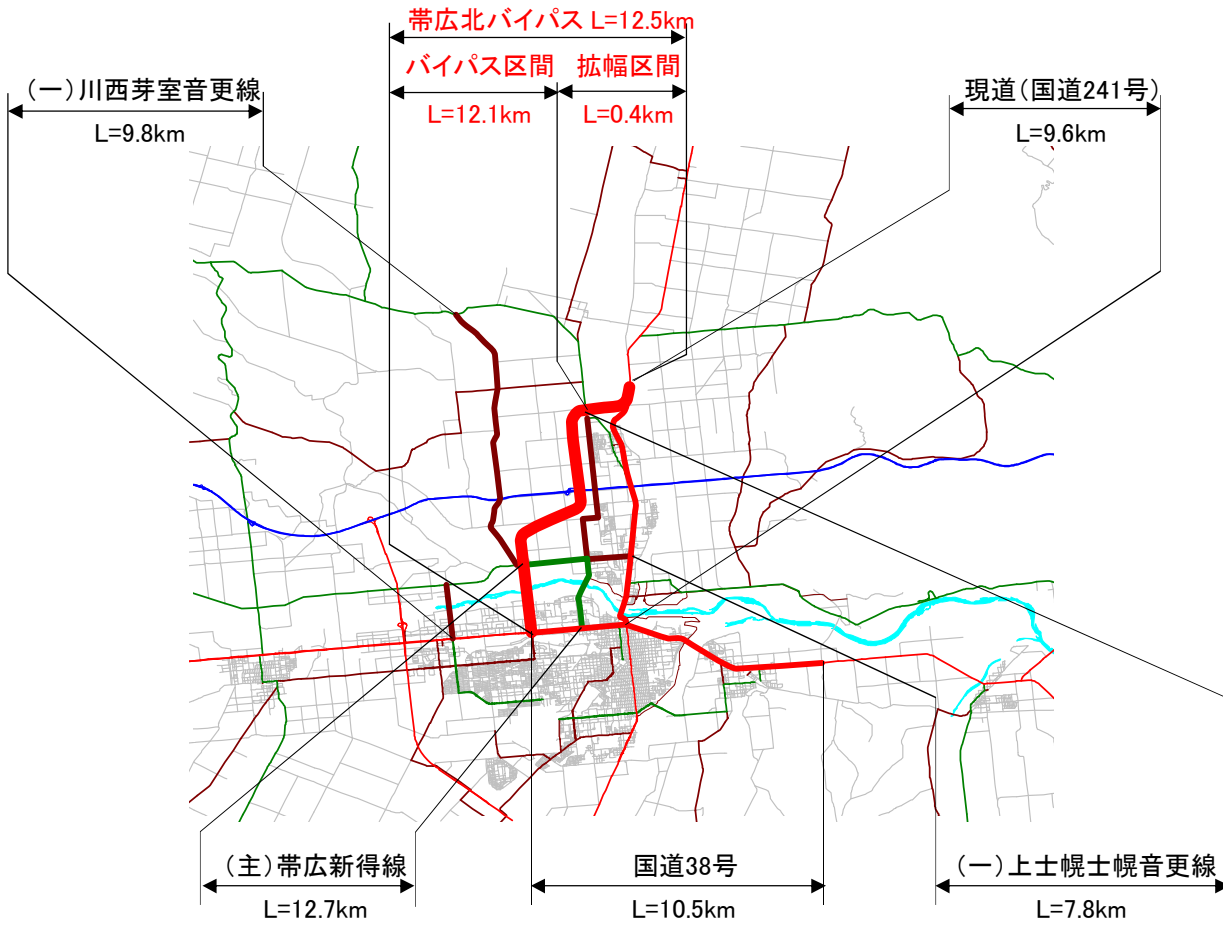 帯広北バイパス L=12.5km
バイパス区間
拡幅区間
L=12.1km
L=0.4km
(一)川西芽室音更線
L=9.8km
現道(国道241号)
L=9.6km
(主)帯広新得線
L=12.7km
国道38号
L=10.5km
(一)上士幌士幌音更線
L=7.8km